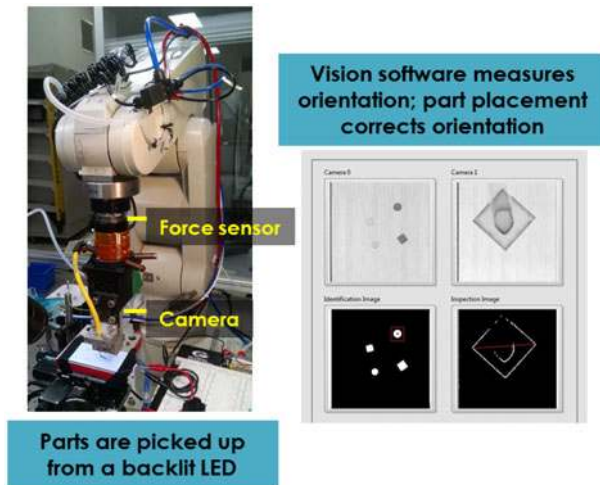 Vision software measures
orientation; part placement
corrects orientation
Force sensor
Camera
Parts are picked up
from a backlit LED
Camera 0
Camera 1
Identification Image
Inspection Image